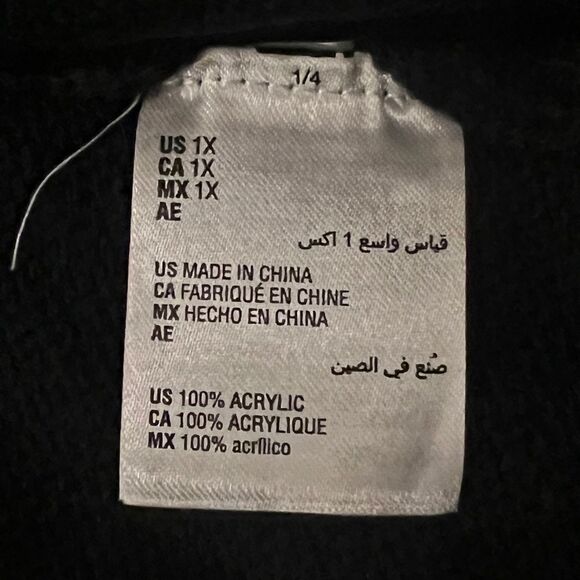 1/4
US 1X
CA 1X
MX 1X
AE
قياس واسع 1 اكس
US MADE IN CHINA
CA FABRIQUÉ EN CHINE
MX HECHO EN CHINA
AE
صُنع في الصين
US 100% ACRYLIC
CA 100% ACRYLIQUE
MX 100% acrílico